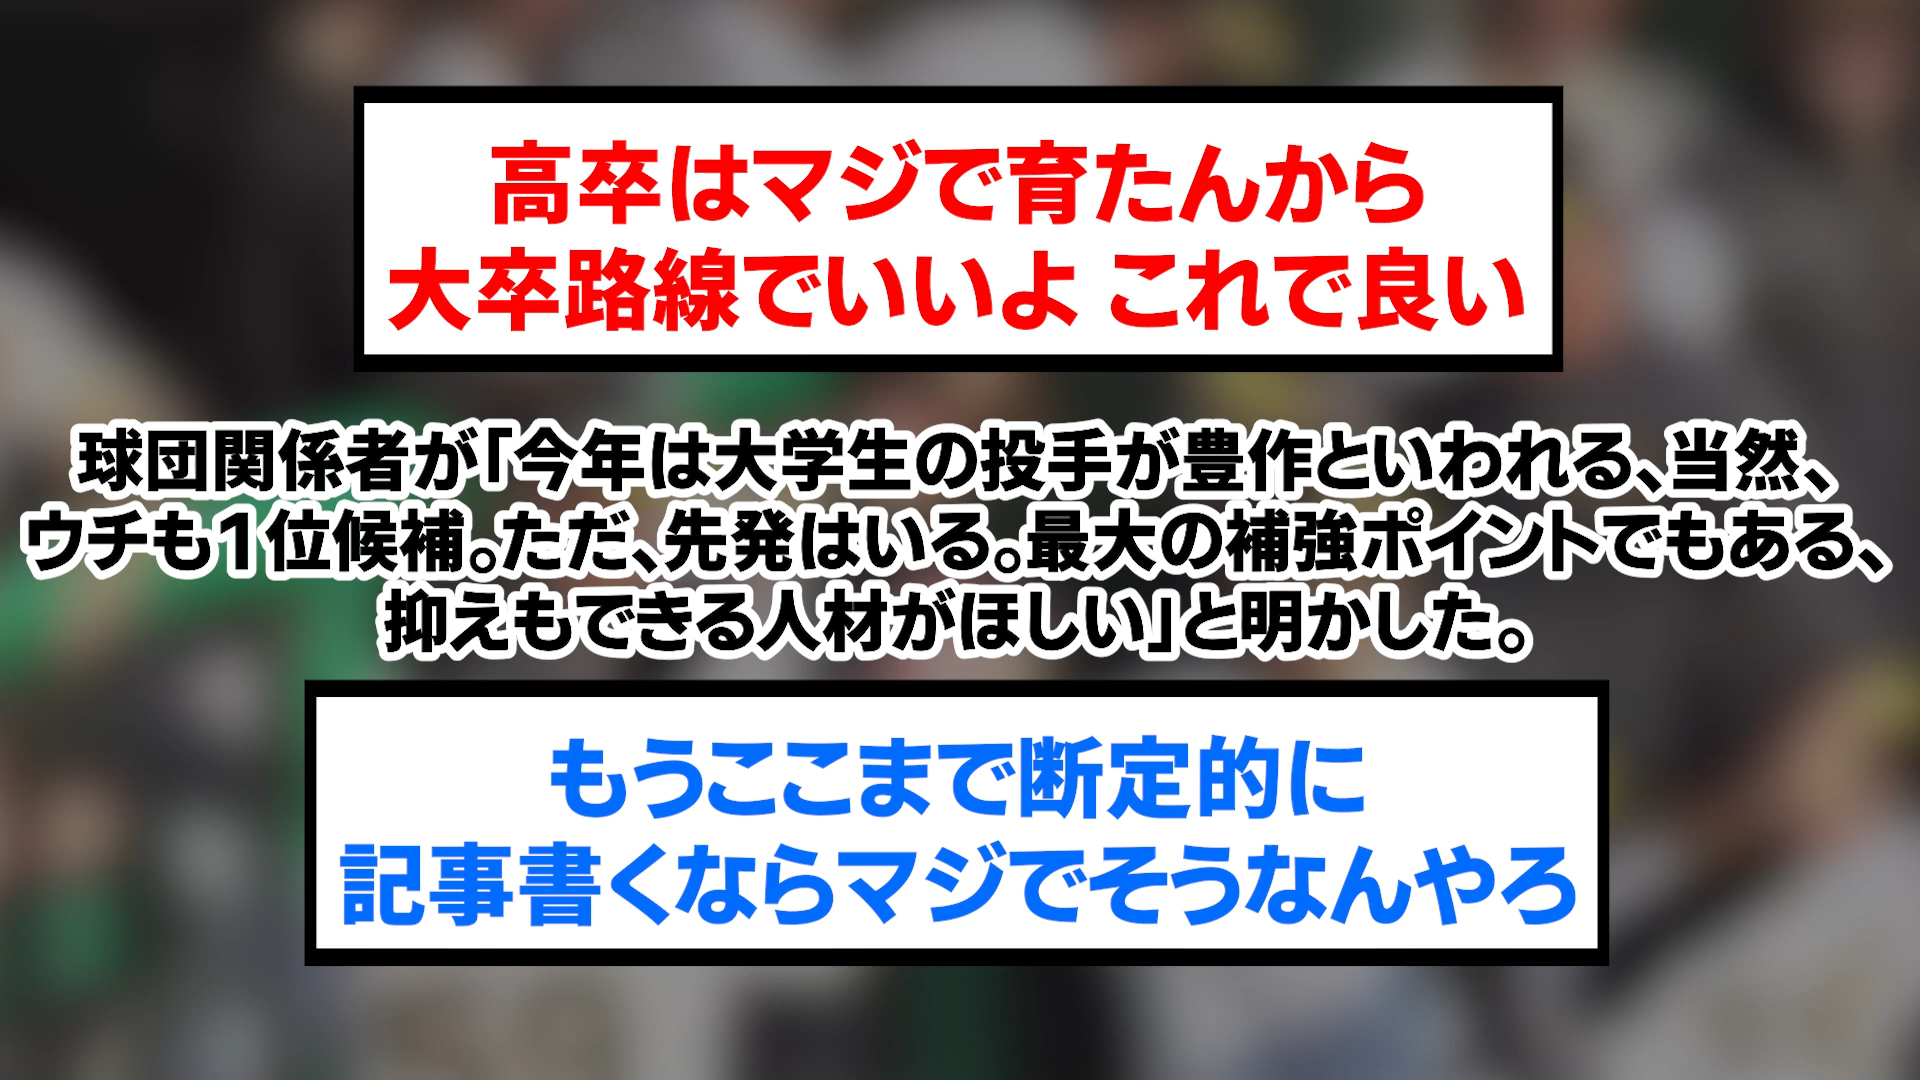 高卒はマジで育たんから
大卒路線でいいよ これで良い
球団関係者が｢今年は大学生の投手が豊作といわれる､当然､
ウチも1位候補｡ただ､先発はいる｡最大の補強ポイントでもある､
抑えもできる人材がほしい｣と明かした。
もうここまで断定的に
記事書くならマジでそうなんやろ